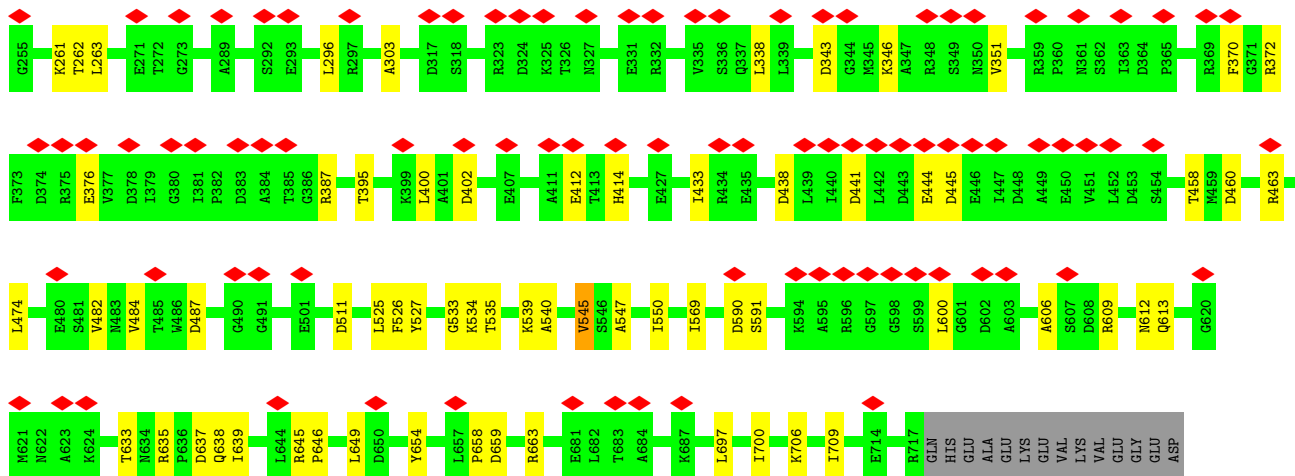 G255 K261 T262 L263 E271 T272 G273 A289 S292 E293 L296 R297 A303 D317 S318 R323 D324 K325 T326 N327 E331 R332 V335 S336 Q337 L338 L339 D343 G344 M345 K346 A347 R348 S349 N350 V351 R359 P360 N361 S362 I363 D364 P365 R369 F370 G371 R372
F373 D374 R375 E376 V377 D378 I379 G380 I381 P382 D383 A384 T385 G386 R387 T395 K399 L400 A401 D402 E407 A411 E412 T413 H414 E427 I433 R434 E435 D438 L439 I440 D441 L442 D443 E444 D445 E446 I447 D448 A449 E450 V451 L452 D453 S454 T458 M459 D460 R463
L474 E480 S481 V482 N483 V484 T485 W486 D487 G490 G491 E501 D511 L525 F526 Y527 G533 K534 T535 K539 A540 V545 S546 A547 I550 I569 D590 S591 K594 A595 R596 G597 G598 S599 L600 G601 D602 A603 A606 S607 D608 R609 N612 Q613 G620
M621 N622 A623 K624 T633 N634 R635 P636 D637 Q638 I639 L644 R645 P646 L649 D650 Y654 L657 P658 D659 R663 E681 L682 T683 A684 K687 L697 I700 K706 I709 E714 R717 GLN HIS GLU ALA GLU LYS GLU VAL LYS VAL GLU GLY GLU ASP